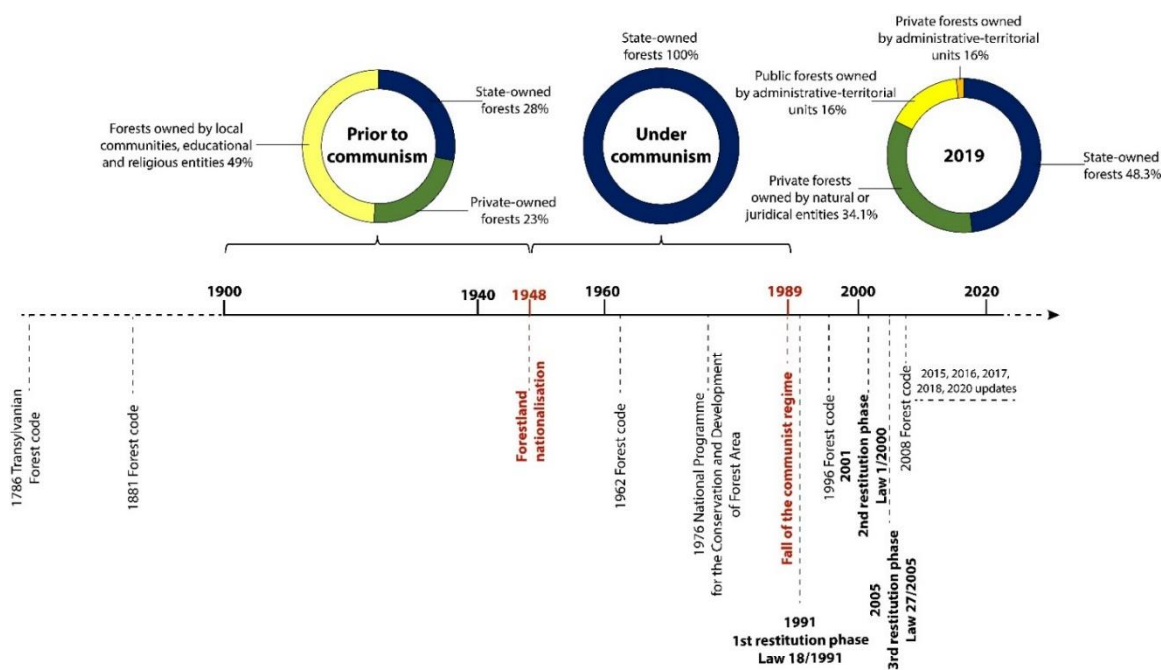 State-owned
forests 100%
Private forests owned
by administrative-territorial
units 16%
Public forests owned
by administrative-territorial
units 16%
State-owned
forests 28%
Forests owned by local
communities, educational
and religious entities 49%
Prior to
communism
Under
communism
2019
State-owned
forests 48.3%
Private forests
owned by natural or
juridical entities 34.1%
Private-owned
forests 23%
1900
1940
1948
1960
1989
2000
2020
1786 Transylvanian
Forest code
1881 Forest code
Forestland
nationalisation
1962 Forest code
1976 National Programme
for the Conservation and Development
of Forest Area
Fall of the communist regime
1991
1st restitution phase
Law 18/1991
1996 Forest code
2001
2nd restitution phase
Law 1/2000
2005
3rd restitution phase
Law 27/2005
2008 Forest code
2015, 2016, 2017,
2018, 2020 updates